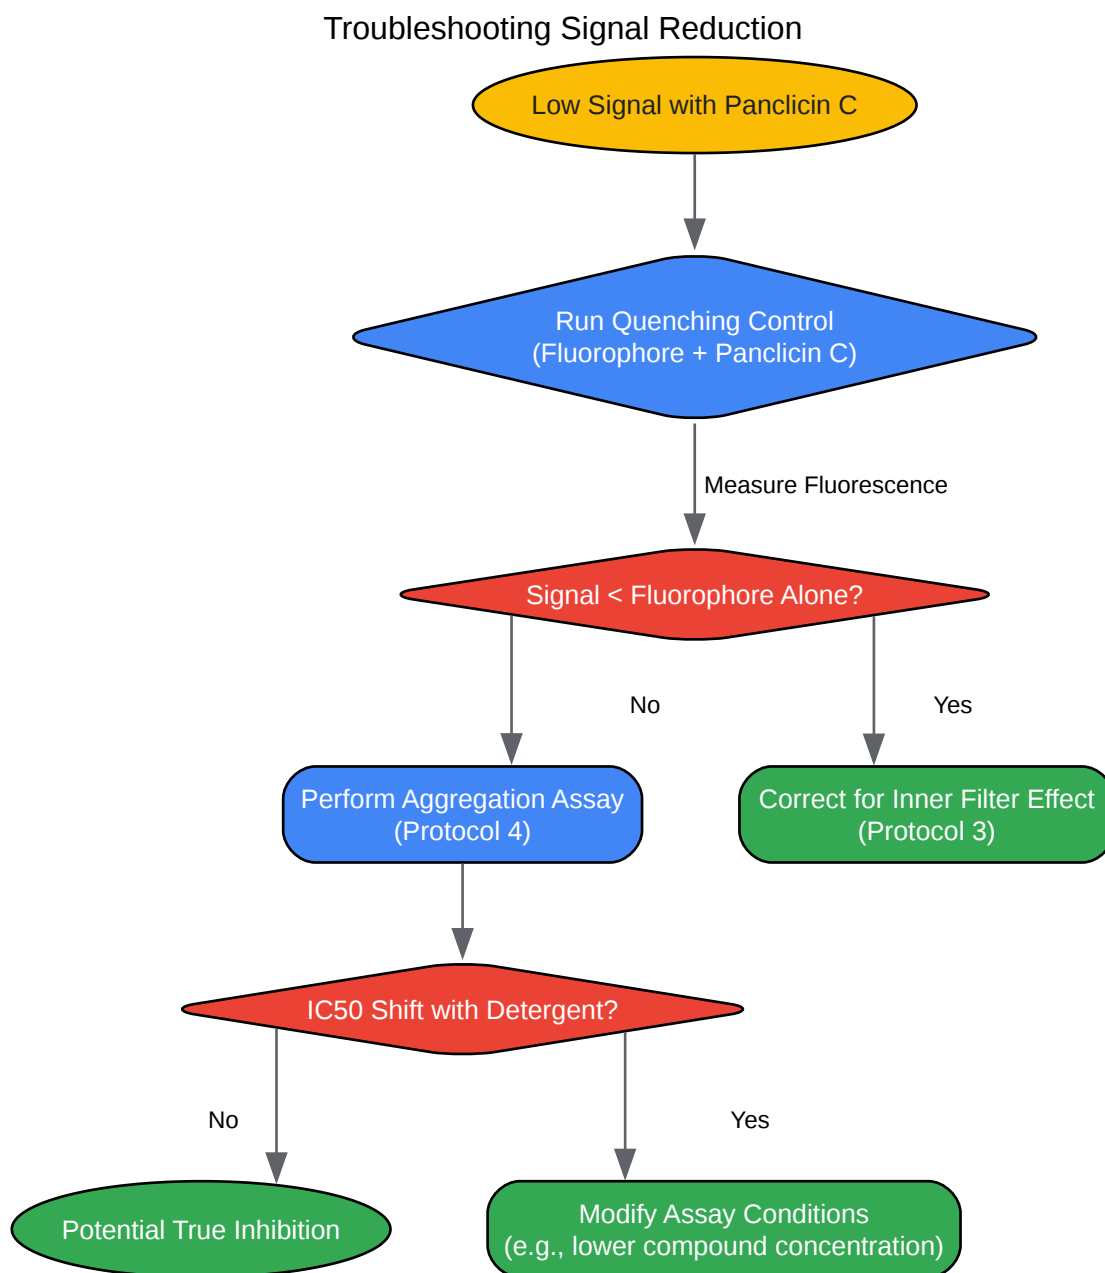 Troubleshooting Signal Reduction
Low Signal with Panclicin C
Run Quenching Control
(Fluorophore + Panclicin C)
Measure Fluorescence
Signal < Fluorophore Alone?
No
Yes
Perform Aggregation Assay
(Protocol 4)
Correct for Inner Filter Effect
(Protocol 3)
IC50 Shift with Detergent?
No
Yes
Potential True Inhibition
Modify Assay Conditions
(e.g., lower compound concentration)